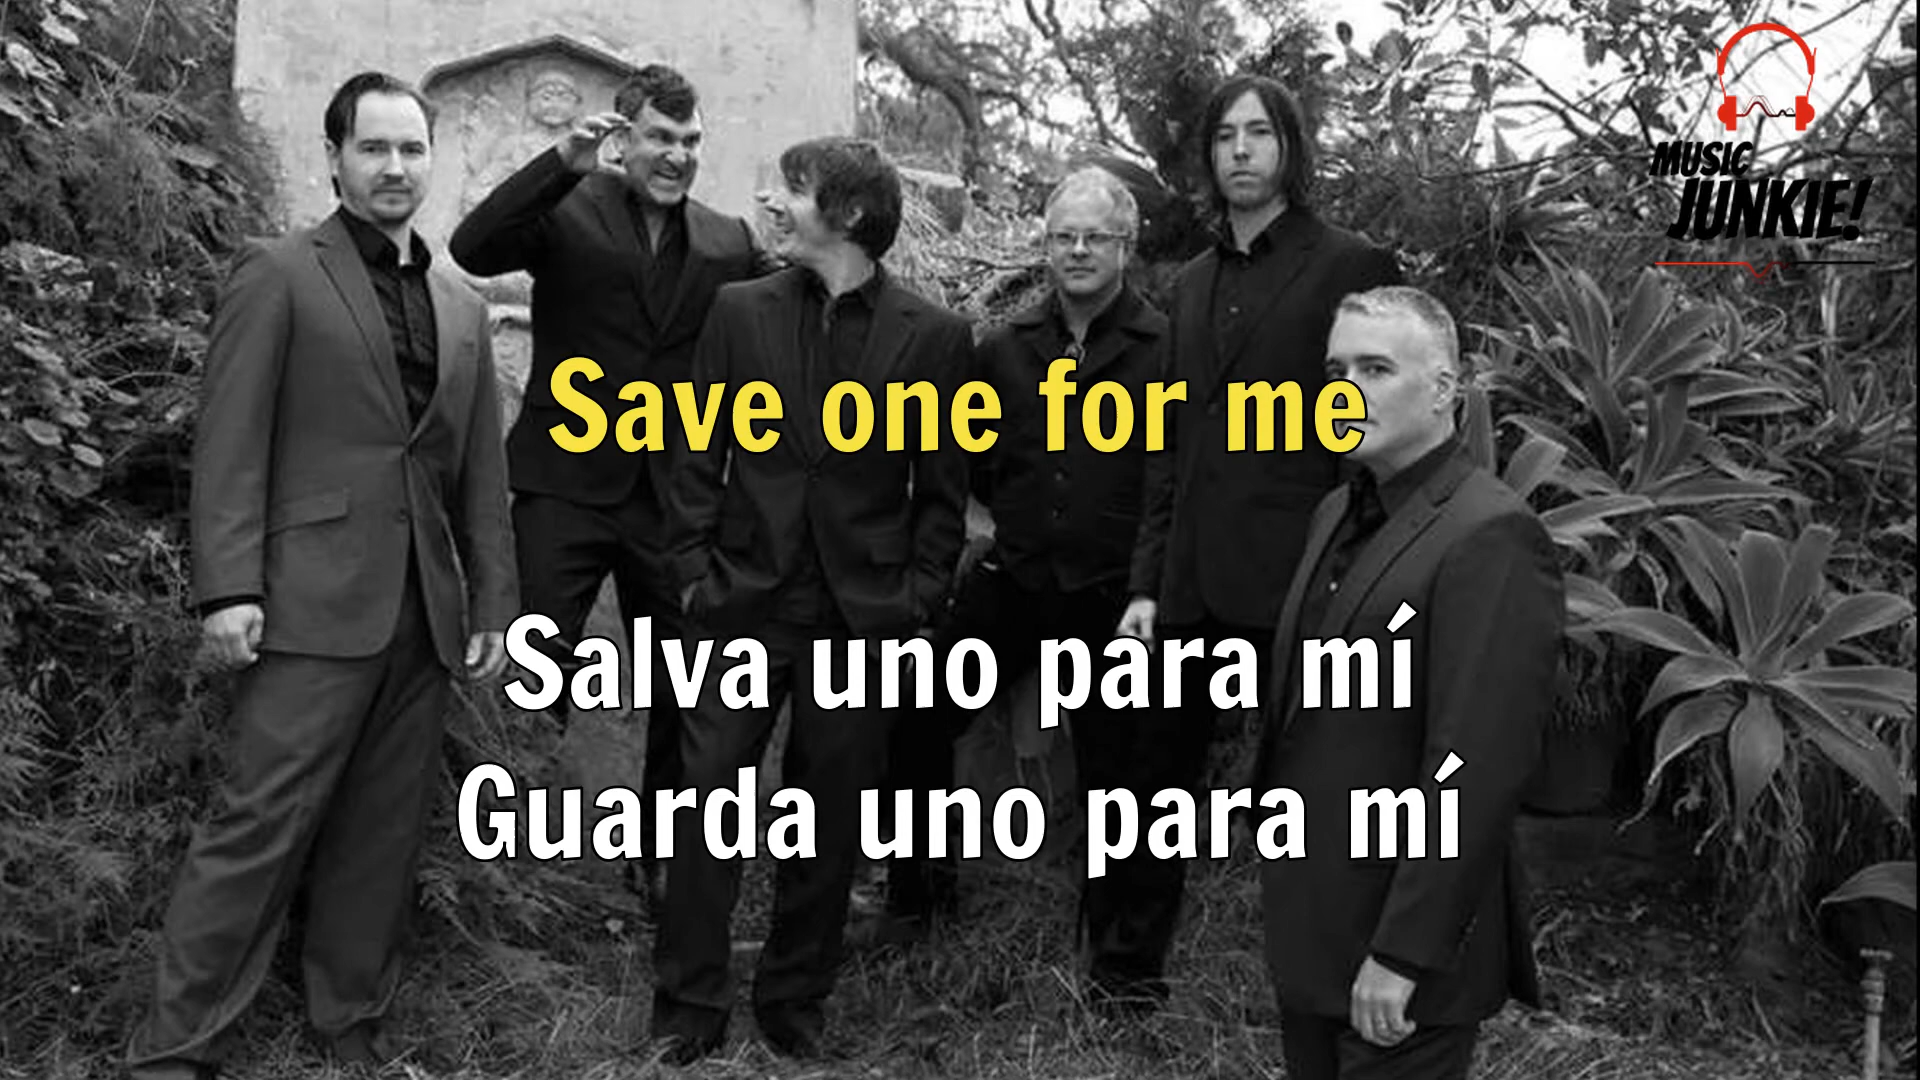 MUSIC
JUNKIE!
Save one for me
Salva uno para mí
Guarda uno para mí